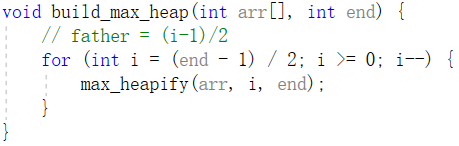 void build_max_heap(int arr[], int end) {
    // father = (i-1)/2
    for (int i = (end - 1) / 2; i >= 0; i--) {
        max_heapify(arr, i, end);
    }
}